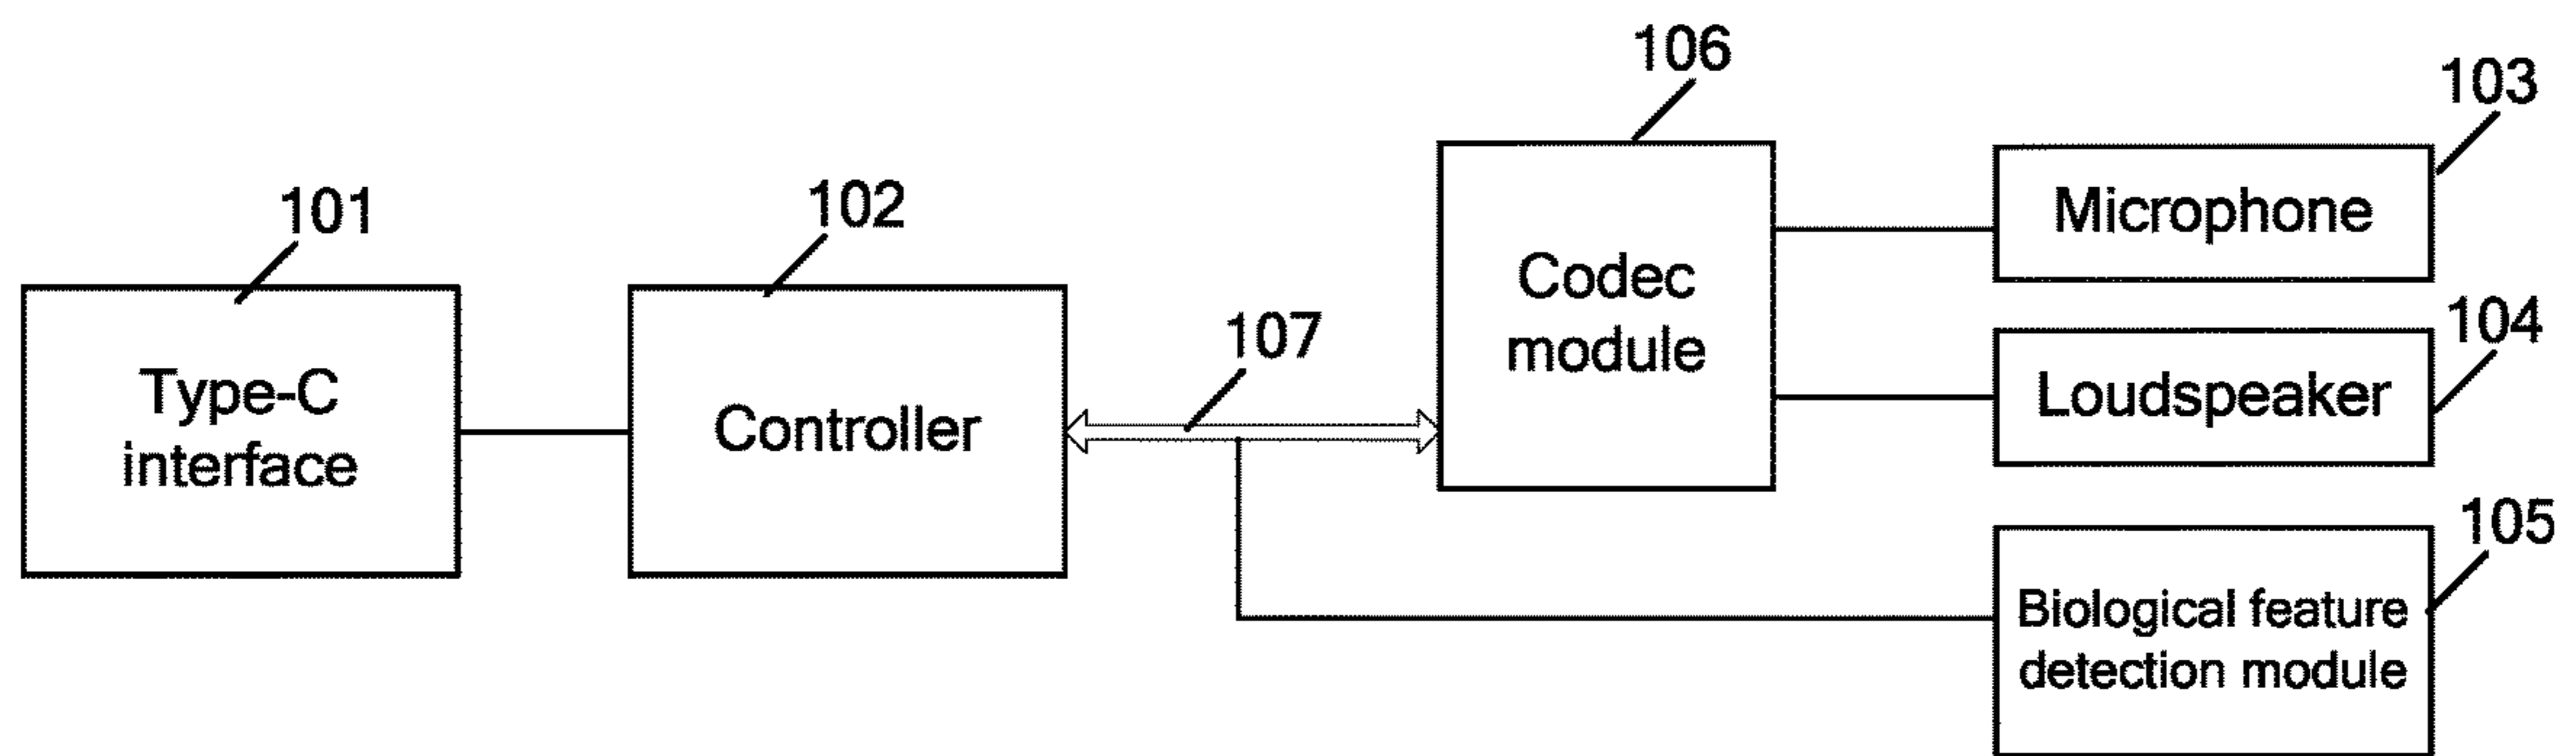 106
103
101
102
Microphone
Codec
module
107
104
Type-C
interface
Controller
Loudspeaker
105
Biological feature
detection module